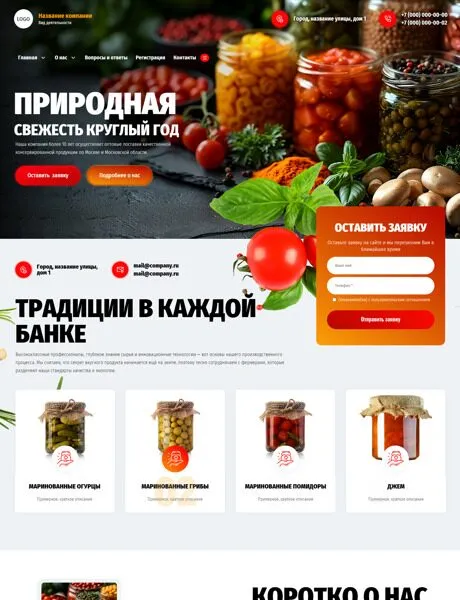 LOGO
Название компании
Вид деятельности
Город, название улицы, дом 1
+7 (000) 000-00-00
+7 (000) 000-00-02
Главная
О нас
Вопросы и ответы
Регистрация
Контакты
ПРИРОДНАЯ
СВЕЖЕСТЬ КРУГЛЫЙ ГОД
Наша компания более 10 лет осуществляет оптовые поставки качественной
консервированной продукции по Москве и Московской области.
Оставить заявку
Подробнее о нас
ОСТАВИТЬ ЗАЯВКУ
Оставьте заявку на сайте и мы перезвоним Вам в
ближайшее время
Ваше имя
Телефон *
Ознакомлен(на) с пользовательским соглашением
Отправить заявку
Город, название улицы,
дом 1
mail@company.ru
mail@company.ru
ТРАДИЦИИ В КАЖДОЙ
БАНКЕ
Высококлассные профессионалы, глубокое знание сырья и инновационные технологии — вот основы нашего производственного
процесса. Мы считаем, что секрет вкусного продукта начинается ещё на земле, поэтому тесно сотрудничаем с фермерами, которые
разделяют наши стандарты качества и экологии.
МАРИНОВАННЫЕ ОГУРЦЫ
Примерное, краткое описание
02
МАРИНОВАННЫЕ ГРИБЫ
Примерное, краткое описание
МАРИНОВАННЫЕ ПОМИДОРЫ
Примерное, краткое описание
ДЖЕМ
Примерное, краткое описание
КОРОТКО О НАС